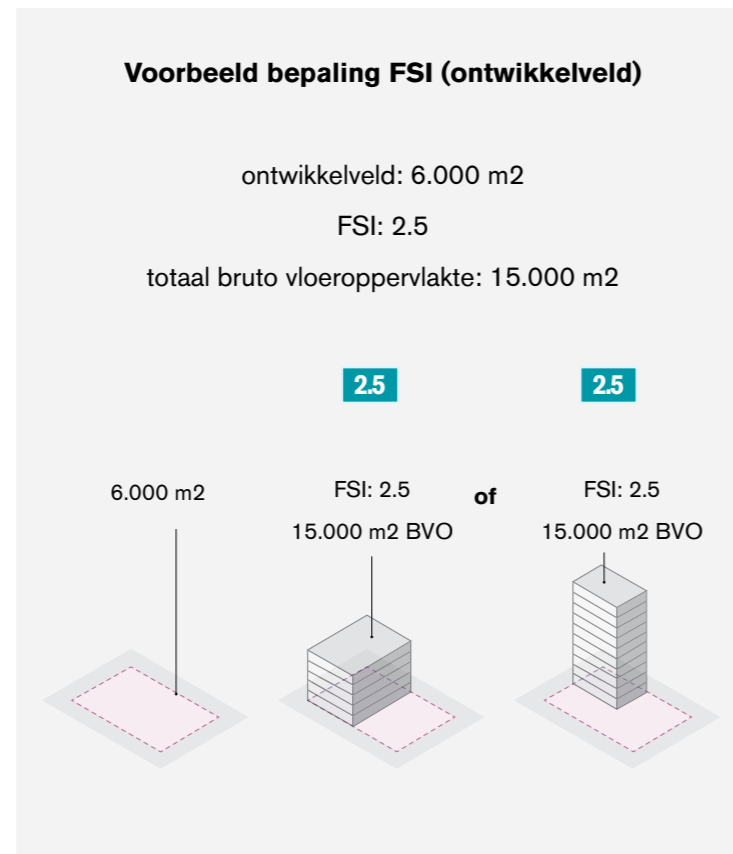 Voorbeeld bepaling FSI (ontwikkelveld)
ontwikkelveld: 6.000 m2
FSI: 2.5
totaal bruto vloeroppervlakte: 15.000 m2
2.5
2.5
6.000 m2
FSI: 2.5
15.000 m2 BVO
of
FSI: 2.5
15.000 m2 BVO